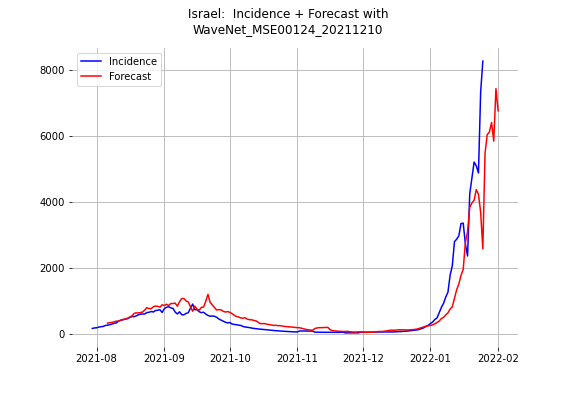 Israel:  Incidence + Forecast with
WaveNet_MSE00124_20211210
Incidence
Forecast
8000
6000
4000
2000
0
2021-08 2021-09 2021-10 2021-11 2021-12 2022-01 2022-02